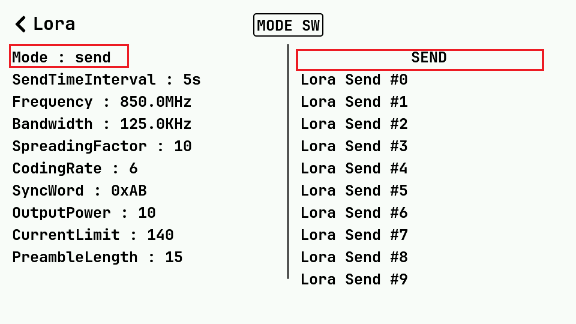 Lora
MODE SW
Mode : send
SendTimeInterval : 5s
Frequency : 850.0MHz
Bandwidth : 125.0KHz
SpreadingFactor : 10
CodingRate : 6
SyncWord : 0xAB
OutputPower : 10
CurrentLimit : 140
PreambleLength : 15
SEND
Lora Send #0
Lora Send #1
Lora Send #2
Lora Send #3
Lora Send #4
Lora Send #5
Lora Send #6
Lora Send #7
Lora Send #8
Lora Send #9